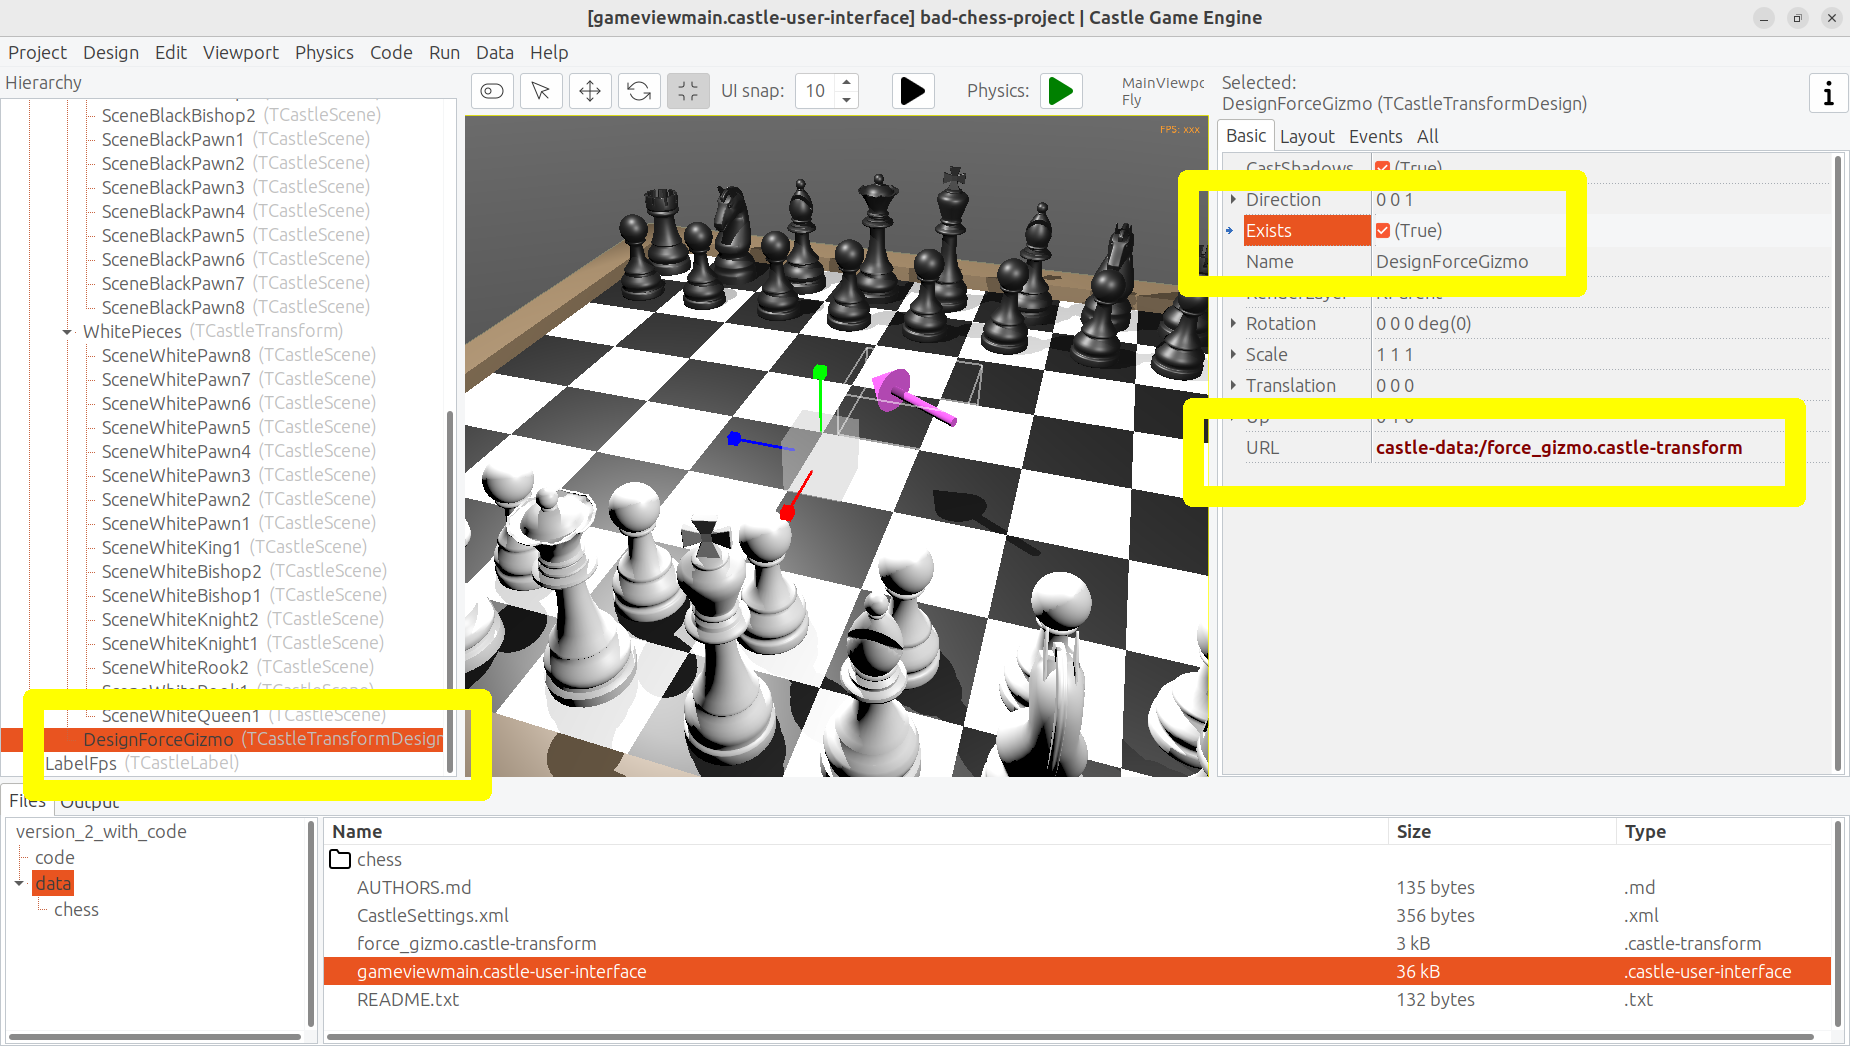 [gameviewmain.castle-user-interface] bad-chess-project | Castle Game Engine
Project Design Edit Viewport Physics Code Run Data Help
Hierarchy
SceneBlackBishop2 (TCastleScene)
SceneBlackPawn1 (TCastleScene)
SceneBlackPawn2 (TCastleScene)
SceneBlackPawn3 (TCastleScene)
SceneBlackPawn4 (TCastleScene)
SceneBlackPawn5 (TCastleScene)
SceneBlackPawn6 (TCastleScene)
SceneBlackPawn7 (TCastleScene)
SceneBlackPawn8 (TCastleScene)
WhitePieces (TCastleTransform)
SceneWhitePawn8 (TCastleScene)
SceneWhitePawn7 (TCastleScene)
SceneWhitePawn6 (TCastleScene)
SceneWhitePawn5 (TCastleScene)
SceneWhitePawn4 (TCastleScene)
SceneWhitePawn3 (TCastleScene)
SceneWhitePawn2 (TCastleScene)
SceneWhitePawn1 (TCastleScene)
SceneWhiteKing1 (TCastleScene)
SceneWhiteBishop2 (TCastleScene)
SceneWhiteBishop1 (TCastleScene)
SceneWhiteKnight2 (TCastleScene)
SceneWhiteKnight1 (TCastleScene)
SceneWhiteRook2 (TCastleScene)
SceneWhiteRook1 (TCastleScene)
SceneWhiteQueen1 (TCastleScene)
DesignForceGizmo (TCastleTransformDesign
LabelFps (TCastleLabel)
UI snap: 10 Physics: MainViewpo
Fly
FPS: xxx
Selected:
DesignForceGizmo (TCastleTransformDesign)
i
Basic Layout Events All
CastShadows (True)
Direction 0 0 1
Exists (True)
Name DesignForceGizmo
RenderLayer rlParent
Rotation 0 0 0 deg(0)
Scale 1 1 1
Translation 0 0 0
Up 0 1 0
URL castle-data:/force_gizmo.castle-transform
Files Output
version_2_with_code
code
data
chess
Name Size Type
chess
AUTHORS.md 135 bytes .md
CastleSettings.xml 356 bytes .xml
force_gizmo.castle-transform 3 kB .castle-transform
gameviewmain.castle-user-interface 36 kB .castle-user-interface
README.txt 132 bytes .txt